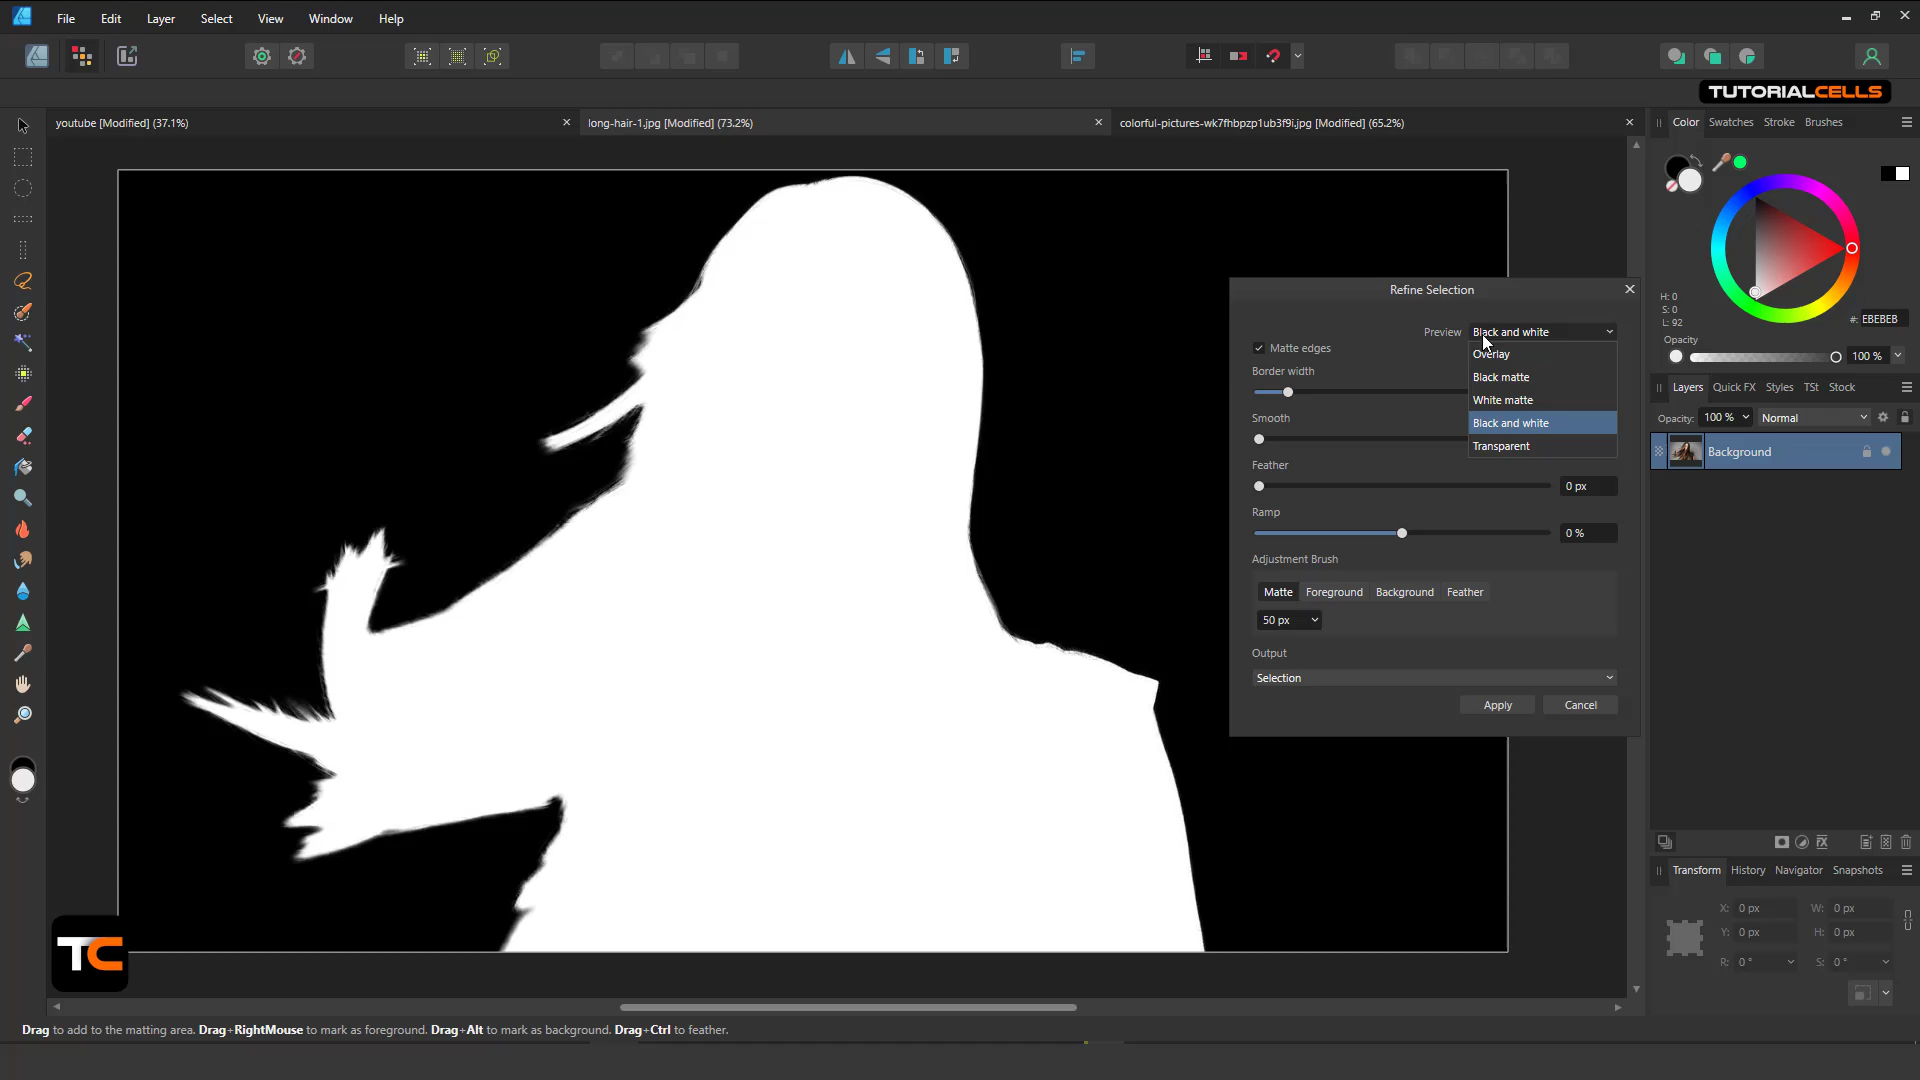 File Edit Layer Select View Window Help
TUTORIALCELLS
youtube [Modified] (37.1%)
long-hair-1.jpg [Modified] (73.2%)
colorful-pictures-wk7fhbpzp1ub3f9i.jpg [Modified] (65.2%)
Color Swatches Stroke Brushes
H: 0
S: 0
L: 92
#: EBEBEB
Opacity
100 %
Layers Quick FX Styles TSt Stock
Opacity: 100 % Normal
Background
Refine Selection
Preview Black and white
Overlay
Black matte
White matte
Black and white
Transparent
Matte edges
Border width
Smooth
Feather
0 px
Ramp
0 %
Adjustment Brush
Matte Foreground Background Feather
50 px
Output
Selection
Apply Cancel
FX
Transform History Navigator Snapshots
X: 0 px W: 0 px
Y: 0 px H: 0 px
R: 0 ° S: 0 °
TC
Drag to add to the matting area. Drag+RightMouse to mark as foreground. Drag+Alt to mark as background. Drag+Ctrl to feather.